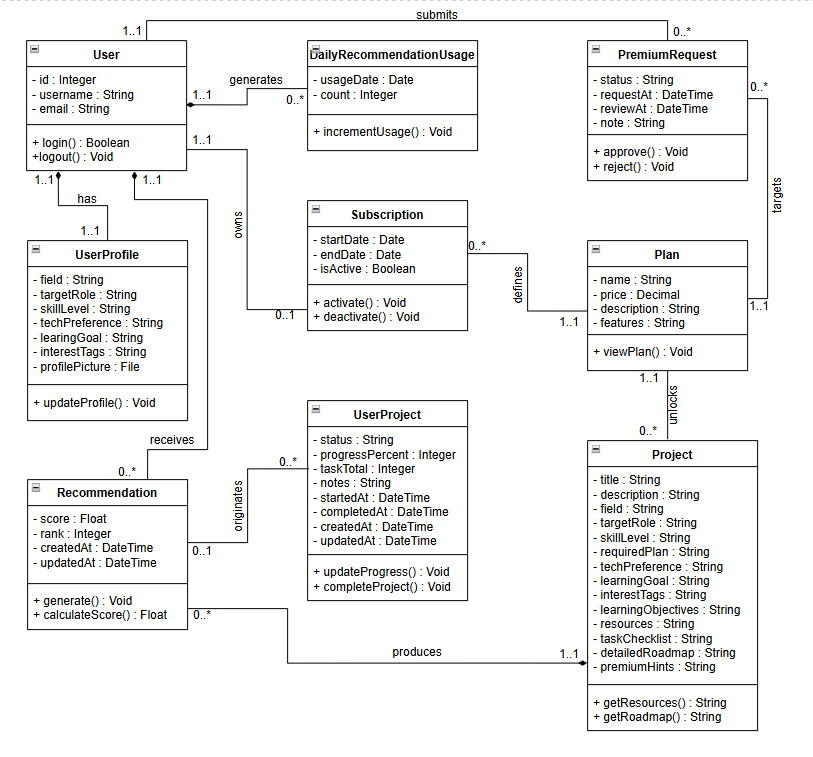 submits
1..1
0..*
User
- id : Integer
- username : String
- email : String
+ login() : Boolean
+logout() : Void
generates
1..1
0..*
DailyRecommendationUsage
- usageDate : Date
- count : Integer
+ incrementUsage() : Void
PremiumRequest
- status : String
- requestAt : DateTime
- reviewAt : DateTime
- note : String
+ approve() : Void
+ reject() : Void
0..*
targets
1..1
1..1
owns
0..1
1..1
has
1..1
1..1
receives
0..*
UserProfile
- field : String
- targetRole : String
- skillLevel : String
- techPreference : String
- learingGoal : String
- interestTags : String
- profilePicture : File
+ updateProfile() : Void
Subscription
- startDate : Date
- endDate : Date
- isActive : Boolean
+ activate() : Void
+ deactivate() : Void
0..*
defines
1..1
Plan
- name : String
- price : Decimal
- description : String
- features : String
+ viewPlan() : Void
1..1
unlocks
0..*
UserProject
- status : String
- progressPercent : Integer
- taskTotal : Integer
- notes : String
- startedAt : DateTime
- completedAt : DateTime
- createdAt : DateTime
- updatedAt : DateTime
+ updateProgress() : Void
+ completeProject() : Void
0..*
originates
0..1
Recommendation
- score : Float
- rank : Integer
- createdAt : DateTime
- updatedAt : DateTime
+ generate() : Void
+ calculateScore() : Float
0..*
produces
1..1
Project
- title : String
- description : String
- field : String
- targetRole : String
- skillLevel : String
- requiredPlan : String
- techPreference : String
- learningGoal : String
- interestTags : String
- learningObjectives : String
- resources : String
- taskChecklist : String
- detailedRoadmap : String
- premiumHints : String
+ getResources() : String
+ getRoadmap() : String